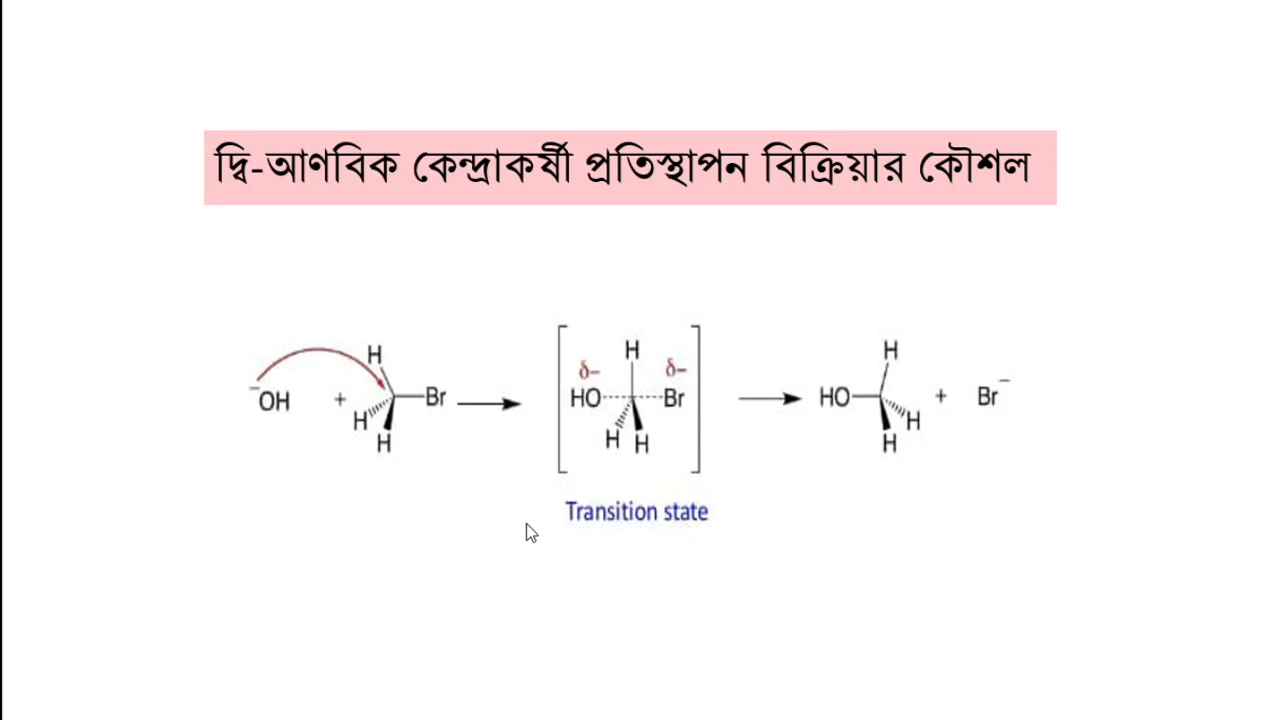 দ্বি-আণবিক কেন্দ্রাকর্ষী প্রতিস্থাপন বিক্রিয়ার কৌশল
H H δ− δ− H
⁻OH + H Br HO Br HO H + Br⁻
H H H H
Transition state